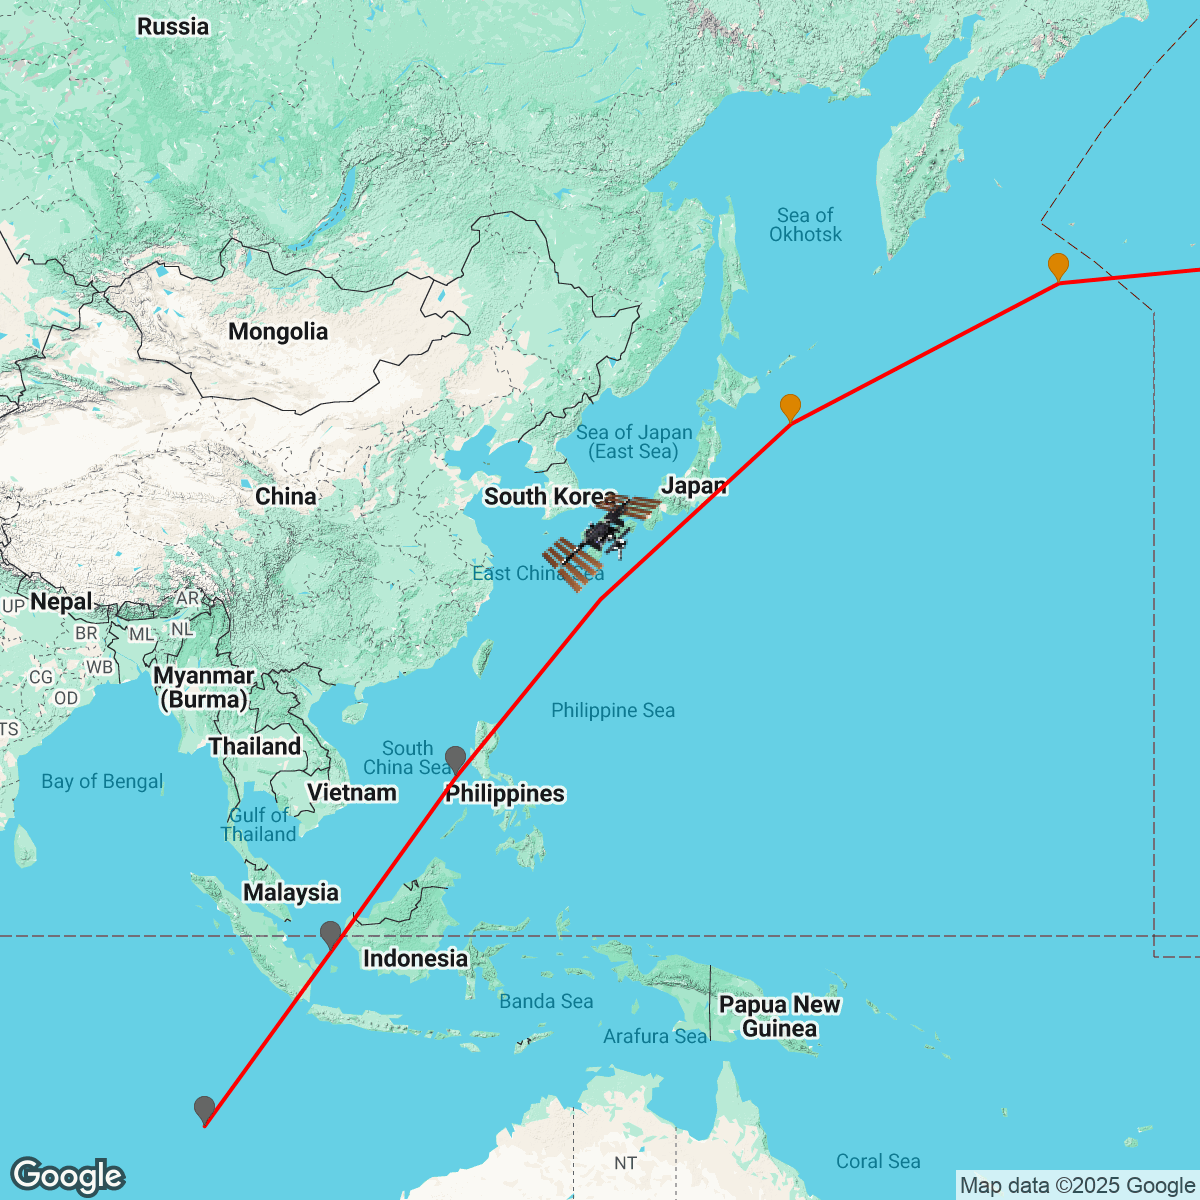 Russia
Sea of
Okhotsk
Mongolia
Sea of Japan
(East Sea)
Japan
South Korea
China
East China Sea
Nepal
UP
AR
BR
ML
NL
WB
CG
OD
TS
Myanmar
(Burma)
Thailand
Philippine Sea
South
China Sea
Bay of Bengal
Vietnam
Philippines
Gulf of
Thailand
Malaysia
Indonesia
Banda Sea
Papua New
Guinea
Arafura Sea
NT
Coral Sea
Google
Map data ©2025 Google